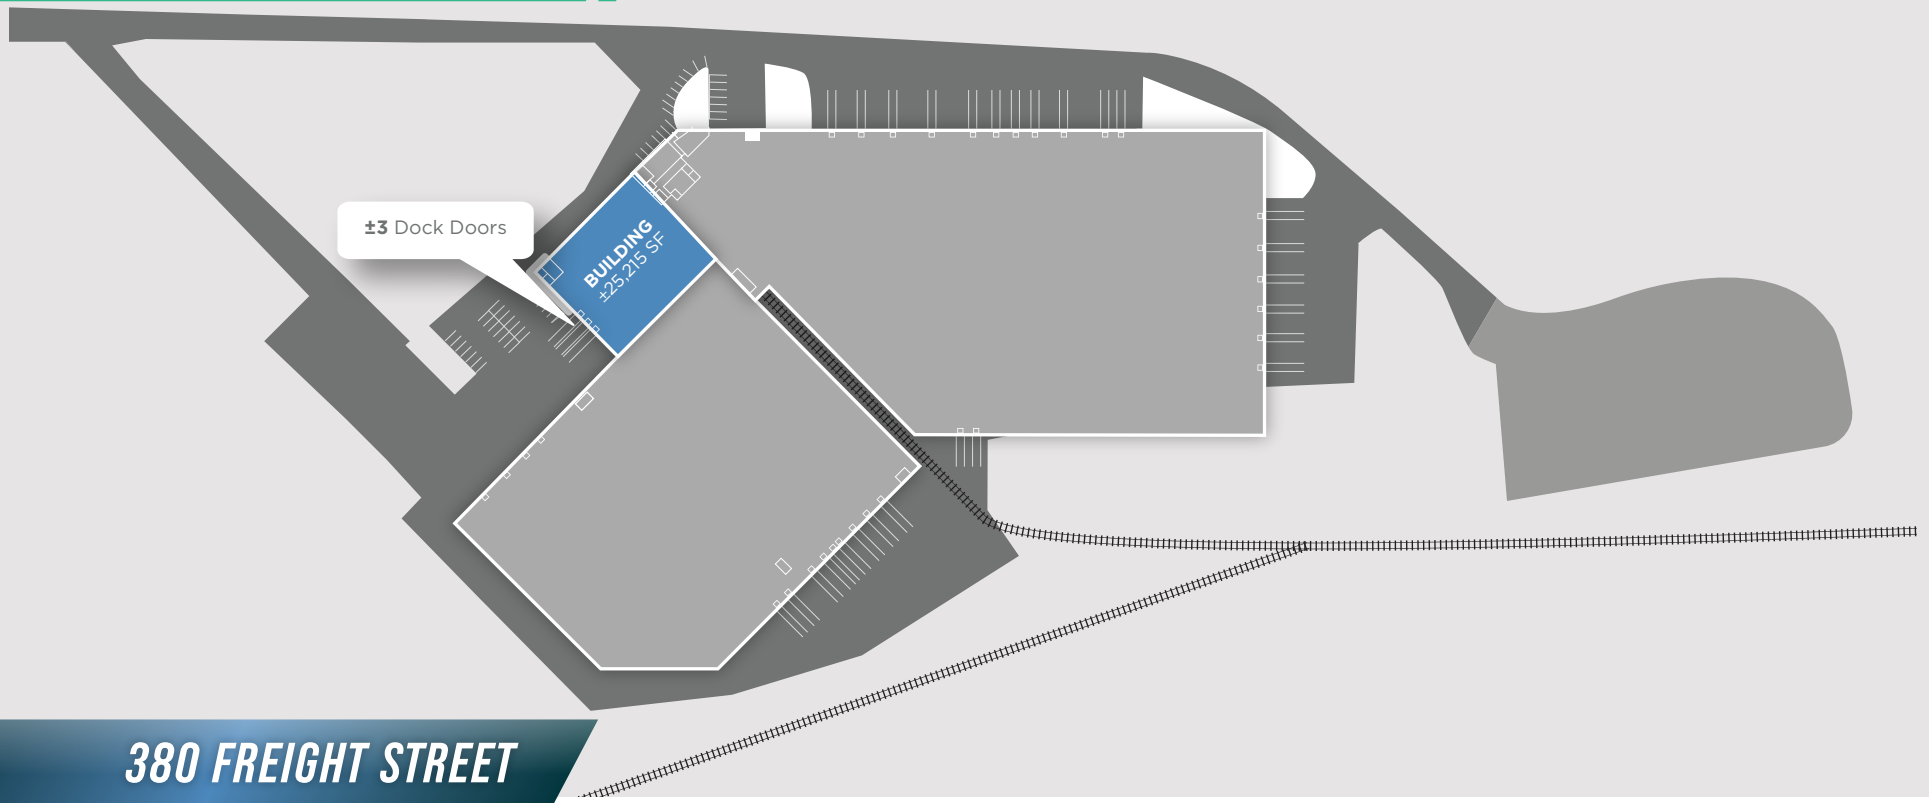 ±3 Dock Doors
BUILDING
±25,215 SF
380 FREIGHT STREET